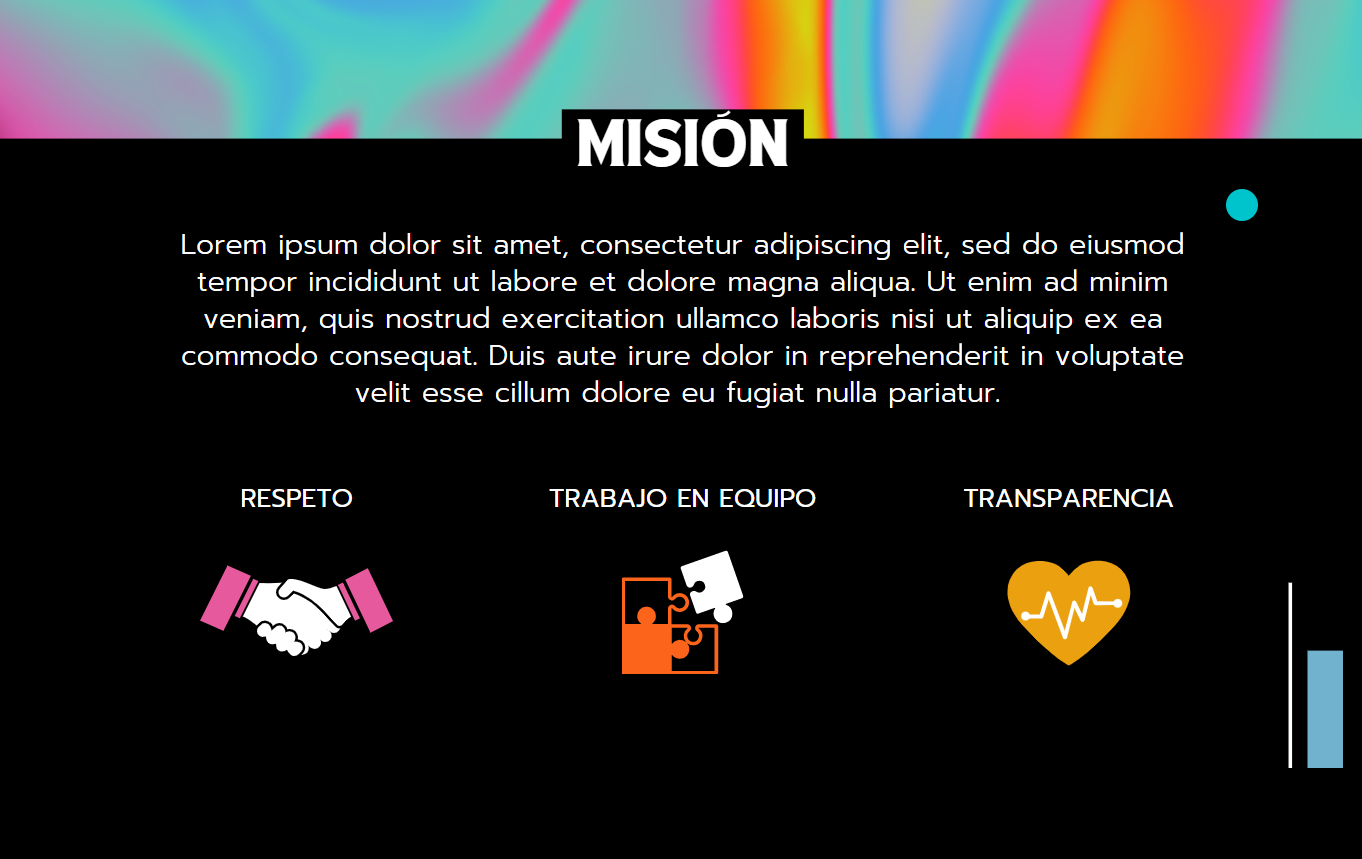 MISIÓN
Lorem ipsum dolor sit amet, consectetur adipiscing elit, sed do eiusmod
tempor incididunt ut labore et dolore magna aliqua. Ut enim ad minim
veniam, quis nostrud exercitation ullamco laboris nisi ut aliquip ex ea
commodo consequat. Duis aute irure dolor in reprehenderit in voluptate
velit esse cillum dolore eu fugiat nulla pariatur.
RESPETO
TRABAJO EN EQUIPO
TRANSPARENCIA